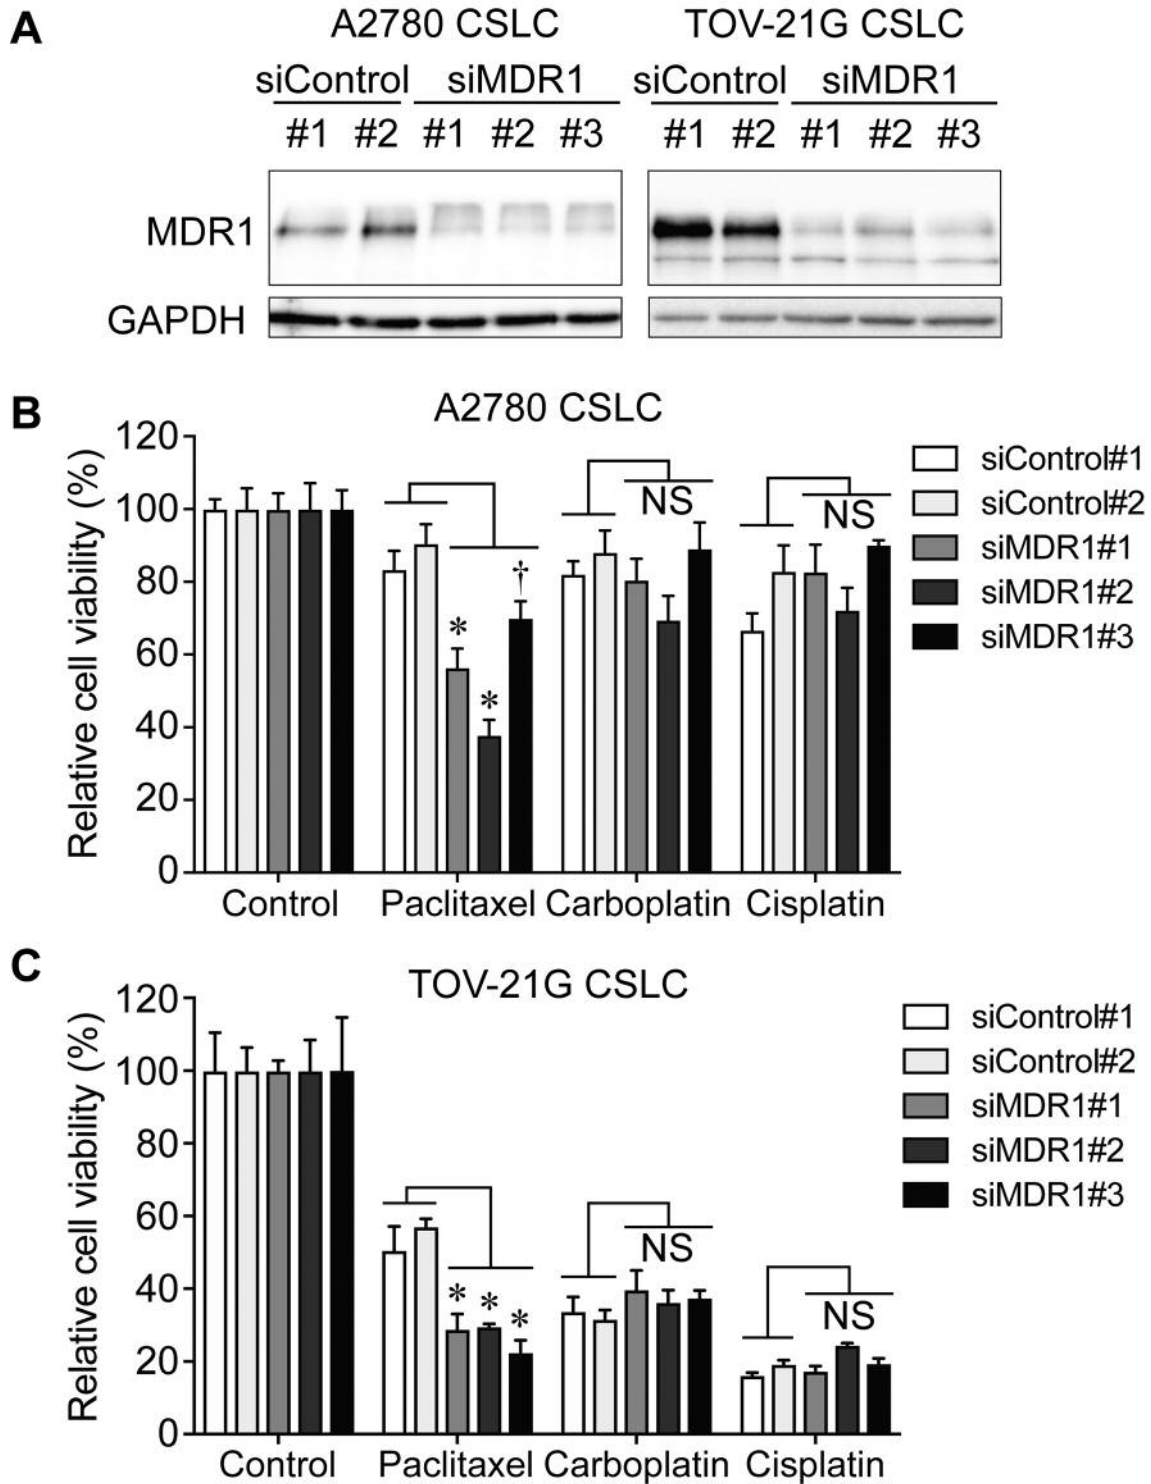 A
A2780 CSLC TOV-21G CSLC
siControl siMDR1 siControl siMDR1
#1 #2 #1 #2 #3 #1 #2 #1 #2 #3
MDR1
GAPDH
B
A2780 CSLC
Relative cell viability (%)
120
100
80
60
40
20
0
* * †
NS
NS
Control Paclitaxel Carboplatin Cisplatin
siControl#1
siControl#2
siMDR1#1
siMDR1#2
siMDR1#3
C
TOV-21G CSLC
Relative cell viability (%)
120
100
80
60
40
20
0
* * *
NS
NS
Control Paclitaxel Carboplatin Cisplatin
siControl#1
siControl#2
siMDR1#1
siMDR1#2
siMDR1#3